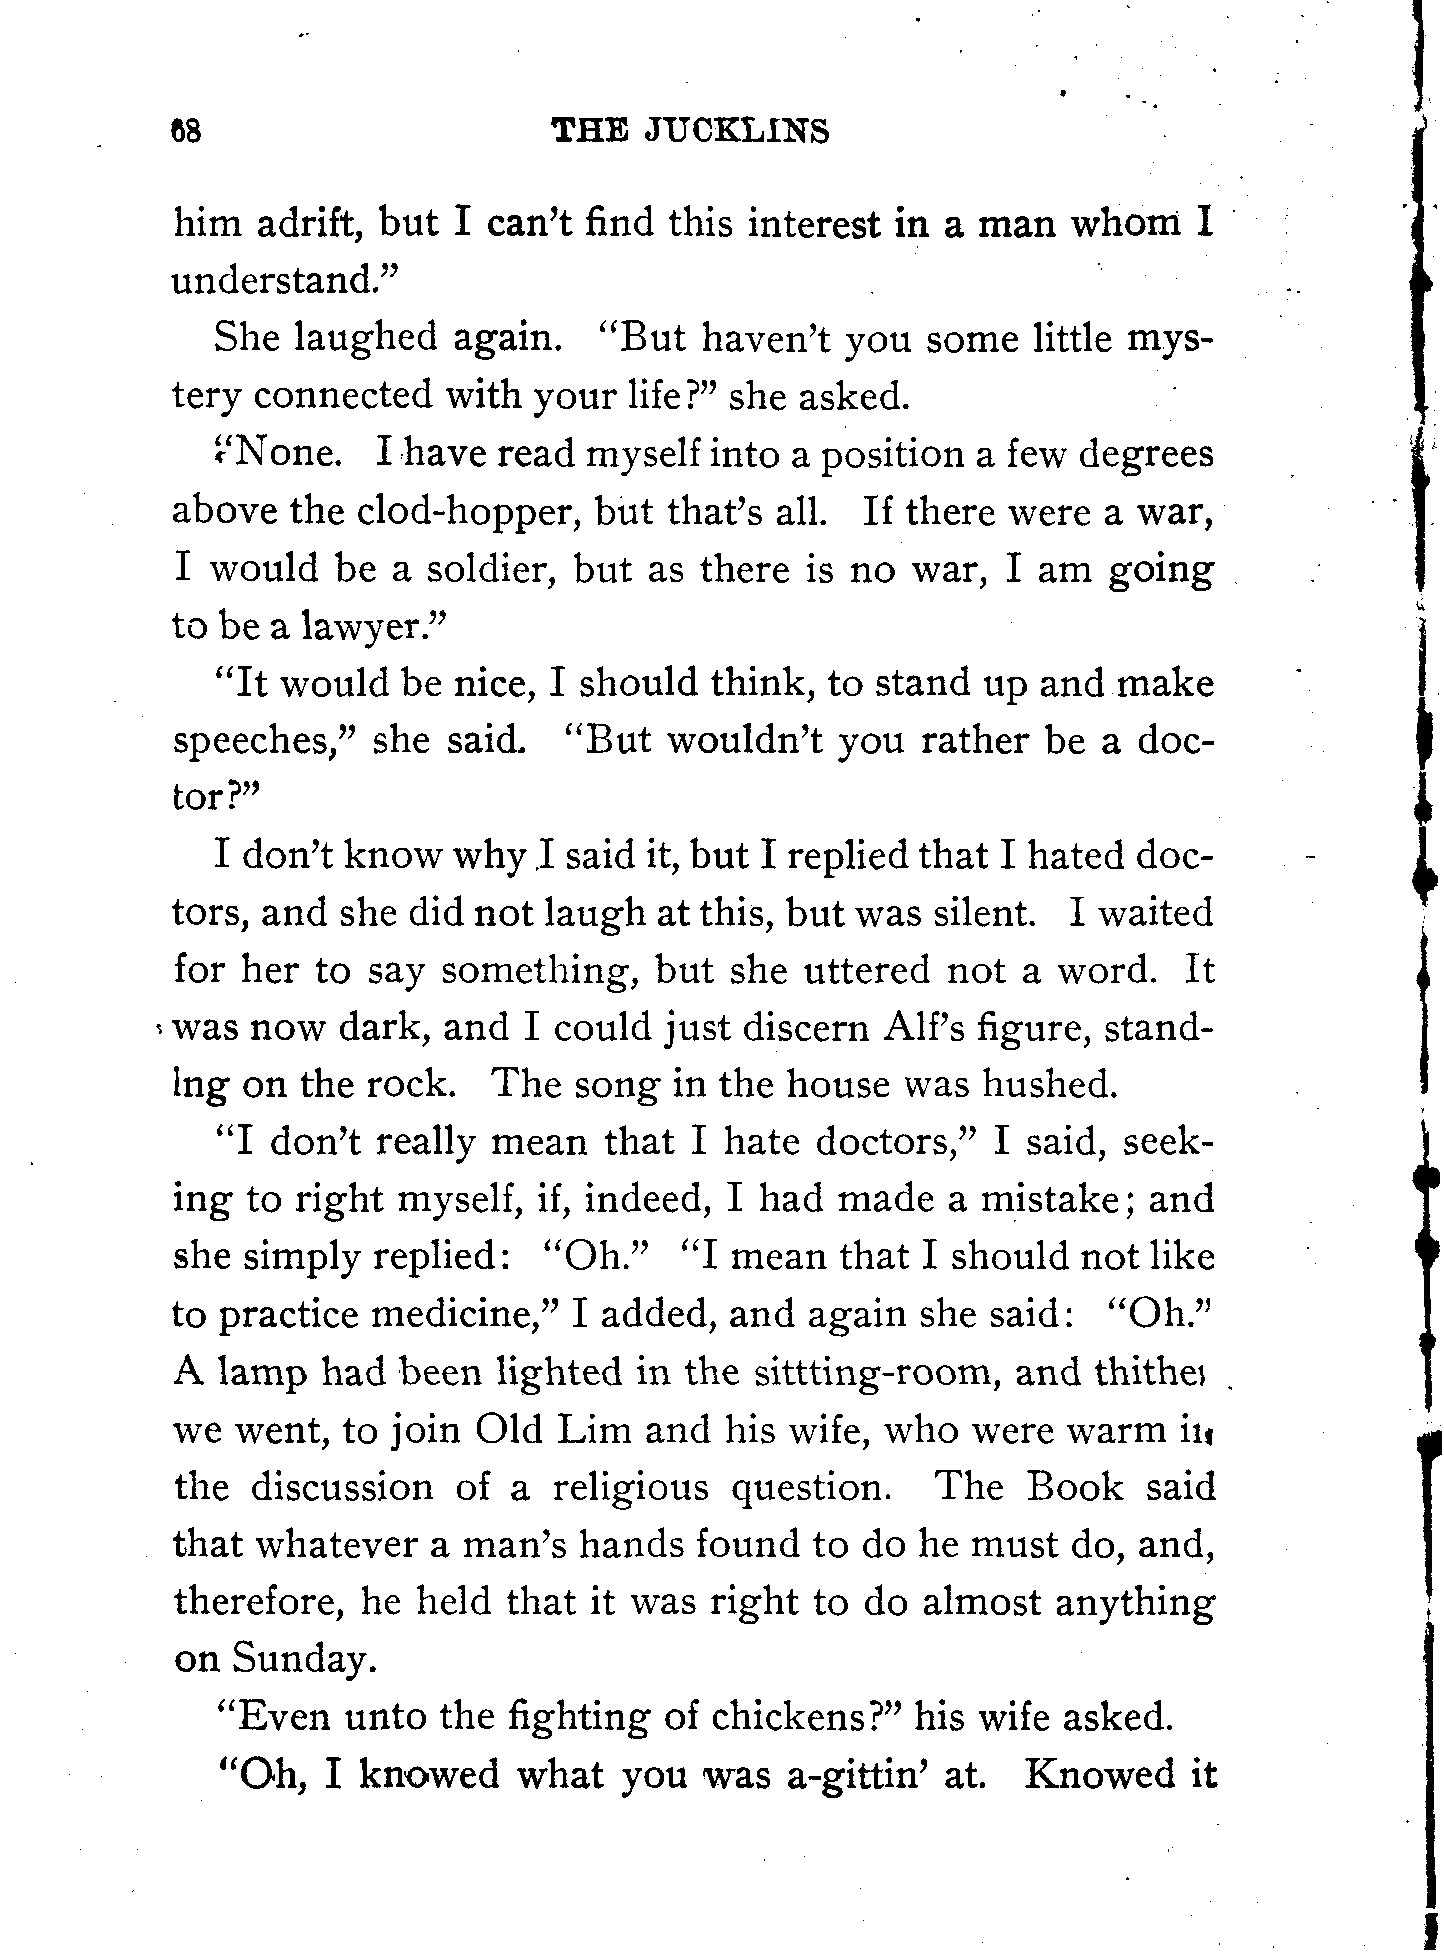 68 THE JUCKLINS
him adrift, but I can't find this interest in a man whom I
understand."
She laughed again. "But haven't you some little mys-
tery connected with your life?" she asked.
"None. I have read myself into a position a few degrees
above the clod-hopper, but that's all. If there were a war,
I would be a soldier, but as there is no war, I am going
to be a lawyer."
"It would be nice, I should think, to stand up and make
speeches," she said. "But wouldn't you rather be a doc-
tor?"
I don't know why I said it, but I replied that I hated doc-
tors, and she did not laugh at this, but was silent. I waited
for her to say something, but she uttered not a word. It
was now dark, and I could just discern Alf's figure, stand-
ing on the rock. The song in the house was hushed.
"I don't really mean that I hate doctors," I said, seek-
ing to right myself, if, indeed, I had made a mistake; and
she simply replied: "Oh." "I mean that I should not like
to practice medicine," I added, and again she said: "Oh."
A lamp had been lighted in the sittting-room, and thither
we went, to join Old Lim and his wife, who were warm in
the discussion of a religious question. The Book said
that whatever a man's hands found to do he must do, and,
therefore, he held that it was right to do almost anything
on Sunday.
"Even unto the fighting of chickens?" his wife asked.
"Oh, I knowed what you was a-gittin' at. Knowed it